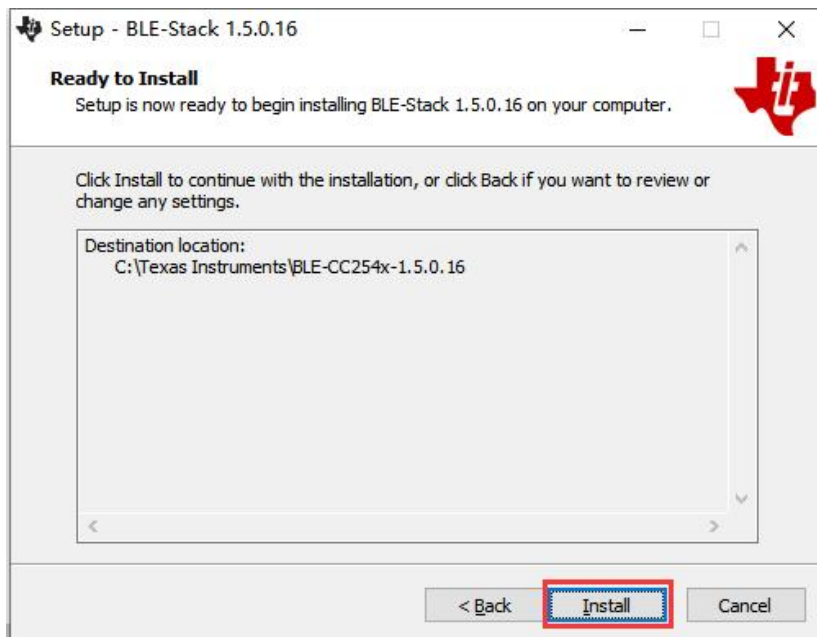 Setup - BLE-Stack 1.5.0.16
Ready to Install
Setup is now ready to begin installing BLE-Stack 1.5.0.16 on your computer.
Click Install to continue with the installation, or click Back if you want to review or
change any settings.
Destination location:
C:\Texas Instruments\BLE-CC254x-1.5.0.16
< Back
Install
Cancel